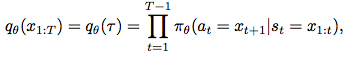 q_θ(x_{1:T}) = q_θ(τ) = ∏_{t=1}^{T−1} π_θ(a_t = x_{t+1}|s_t = x_{1:t}),